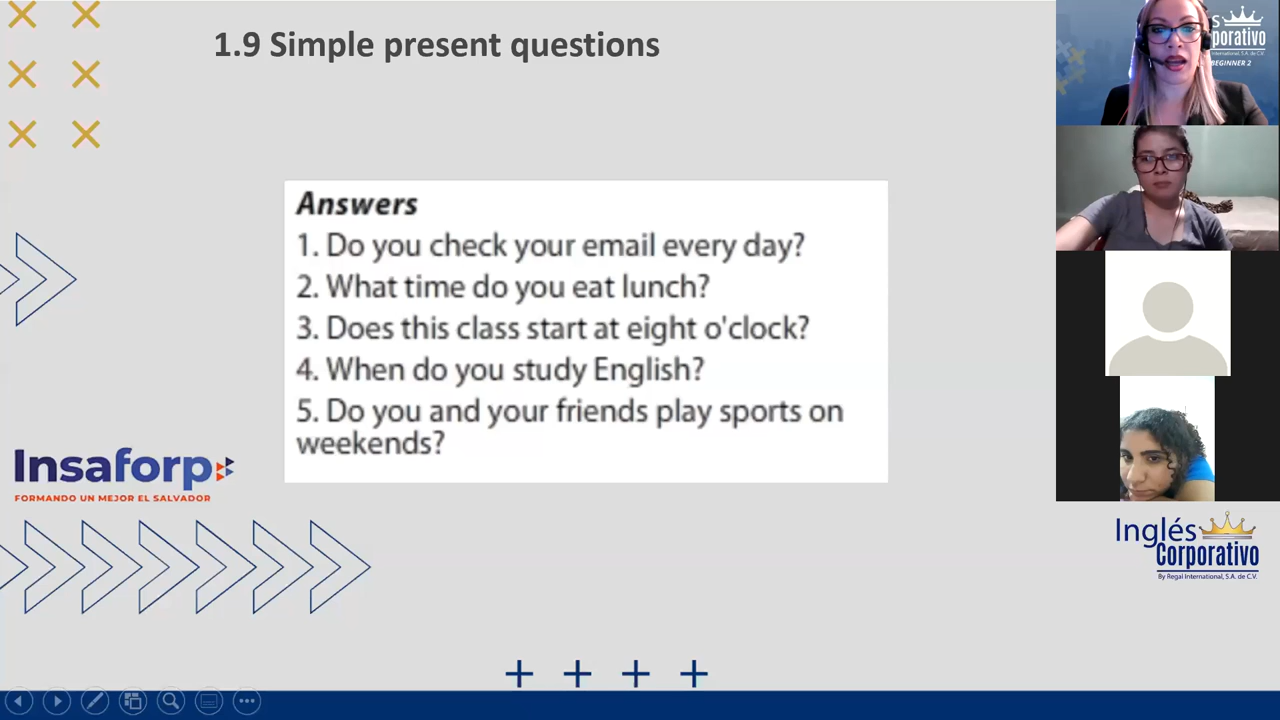 1.9 Simple present questions
Answers
1. Do you check your email every day?
2. What time do you eat lunch?
3. Does this class start at eight o'clock?
4. When do you study English?
5. Do you and your friends play sports on
weekends?
Insaforp
FORMANDO UN MEJOR EL SALVADOR
S
porativo
International, S.A. de C.V.
BEGINNER 2
Inglés
Corporativo
By Regal International, S.A. de C.V.